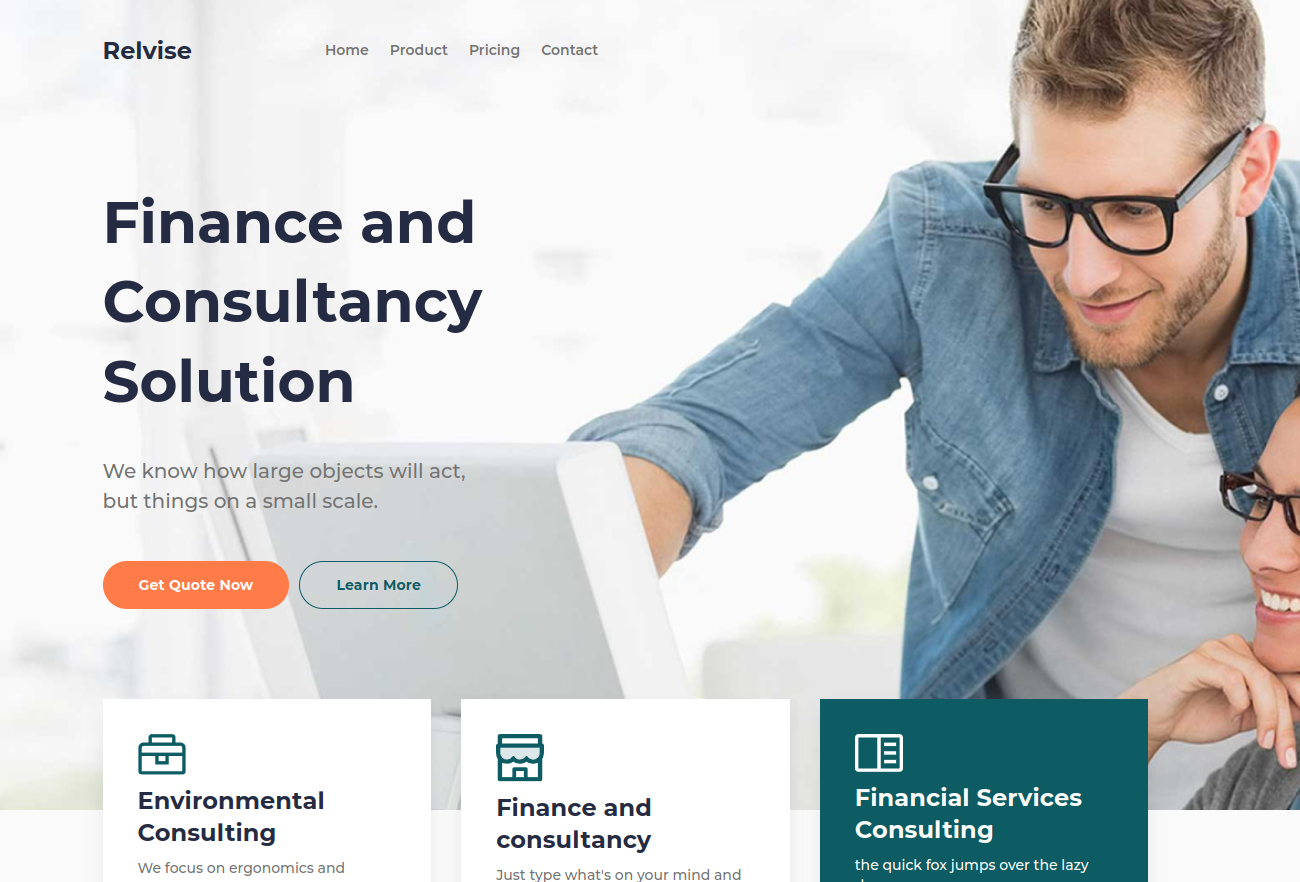 Relvise
Home Product Pricing Contact
Finance and
Consultancy
Solution
We know how large objects will act,
but things on a small scale.
Get Quote Now Learn More
Environmental
Consulting
We focus on ergonomics and
Finance and
consultancy
Just type what's on your mind and
Financial Services
Consulting
the quick fox jumps over the lazy